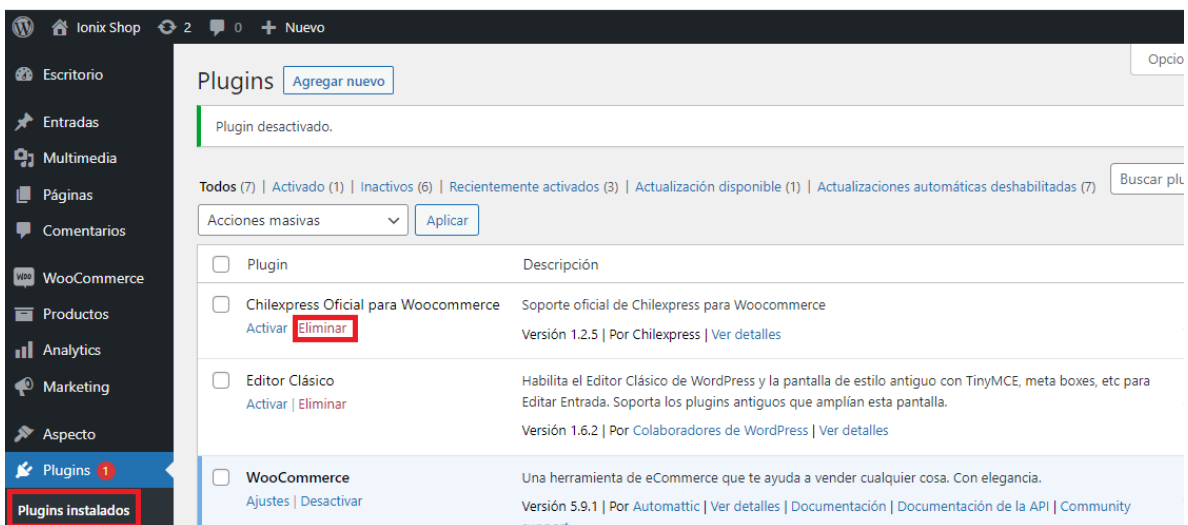 Ionix Shop 2 0 + Nuevo
Opcio
Escritorio
Entradas
Multimedia
Páginas
Comentarios
WooCommerce
Productos
Analytics
Marketing
Aspecto
Plugins 1
Plugins instalados
Plugins Agregar nuevo
Plugin desactivado.
Todos (7) | Activado (1) | Inactivos (6) | Recientemente activados (3) | Actualización disponible (1) | Actualizaciones automáticas deshabilitadas (7)
Buscar plu
Acciones masivas Aplicar
Plugin Descripción
Chilexpress Oficial para Woocommerce
Activar | Eliminar
Soporte oficial de Chilexpress para Woocommerce
Versión 1.2.5 | Por Chilexpress | Ver detalles
Editor Clásico
Activar | Eliminar
Habilita el Editor Clásico de WordPress y la pantalla de estilo antiguo con TinyMCE, meta boxes, etc para
Editar Entrada. Soporta los plugins antiguos que amplían esta pantalla.
Versión 1.6.2 | Por Colaboradores de WordPress | Ver detalles
WooCommerce
Ajustes | Desactivar
Una herramienta de eCommerce que te ayuda a vender cualquier cosa. Con elegancia.
Versión 5.9.1 | Por Automattic | Ver detalles | Documentación | Documentación de la API | Community